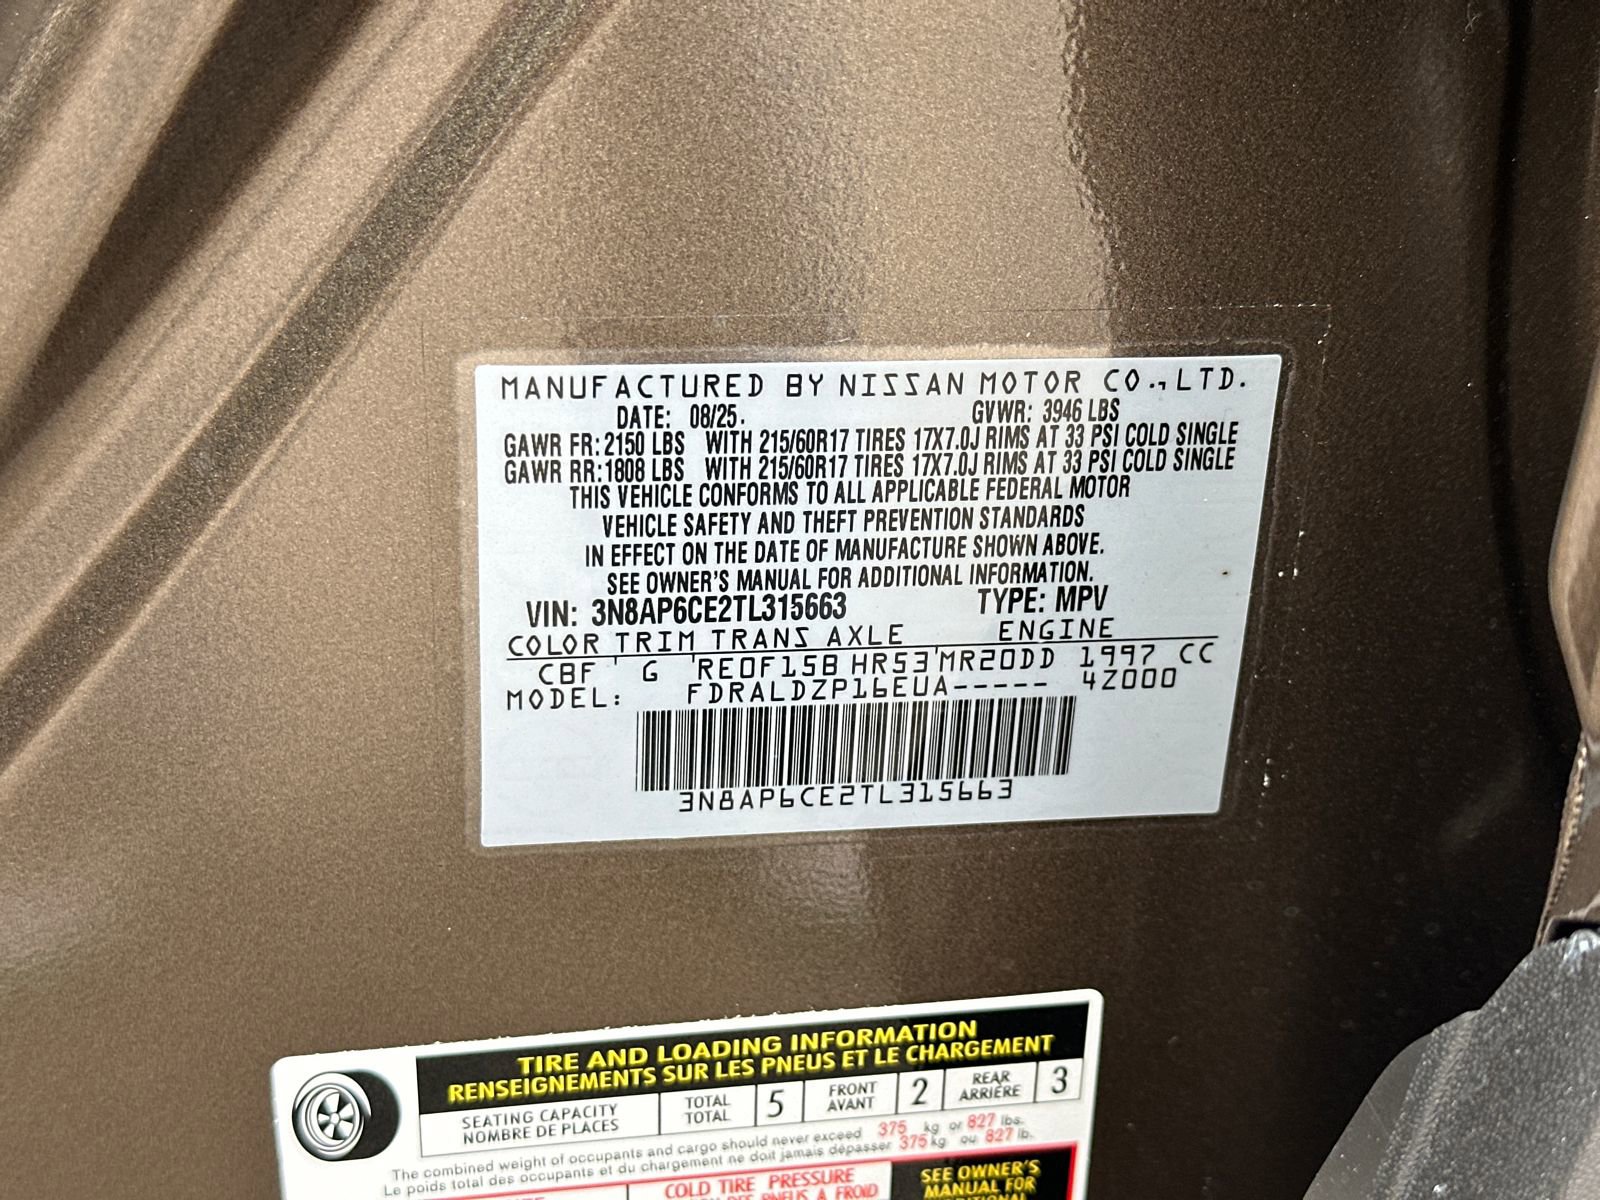 MANUFACTURED BY NISSAN MOTOR CO., LTD.
DATE: 08/25. GVWR: 3946 LBS
GAWR FR: 2150 LBS WITH 215/60R17 TIRES 17X7.0J RIMS AT 33 PSI COLD SINGLE
GAWR RR: 1808 LBS WITH 215/60R17 TIRES 17X7.0J RIMS AT 33 PSI COLD SINGLE
THIS VEHICLE CONFORMS TO ALL APPLICABLE FEDERAL MOTOR
VEHICLE SAFETY AND THEFT PREVENTION STANDARDS
IN EFFECT ON THE DATE OF MANUFACTURE SHOWN ABOVE.
SEE OWNER'S MANUAL FOR ADDITIONAL INFORMATION.
VIN: 3N8AP6CE2TL315663 TYPE: MPV
COLOR TRIM TRANS AXLE ENGINE
CBF G RE0F15B HR53 MR20DD 1997 CC
MODEL: FDRALDZP16EUA----- 4Z000
3N8AP6CE2TL315663
TIRE AND LOADING INFORMATION
RENSEIGNEMENTS SUR LES PNEUS ET LE CHARGEMENT
SEATING CAPACITY TOTAL 5 FRONT 2 REAR 3
NOMBRE DE PLACES TOTAL AVANT ARRIÈRE
The combined weight of occupants and cargo should never exceed 375 kg or 827 lbs.
Le poids total des occupants et du chargement ne doit jamais dépasser 375 kg ou 827 lb.
COLD TIRE PRESSURE SEE OWNER'S
DES PNEUS A FROID MANUAL FOR